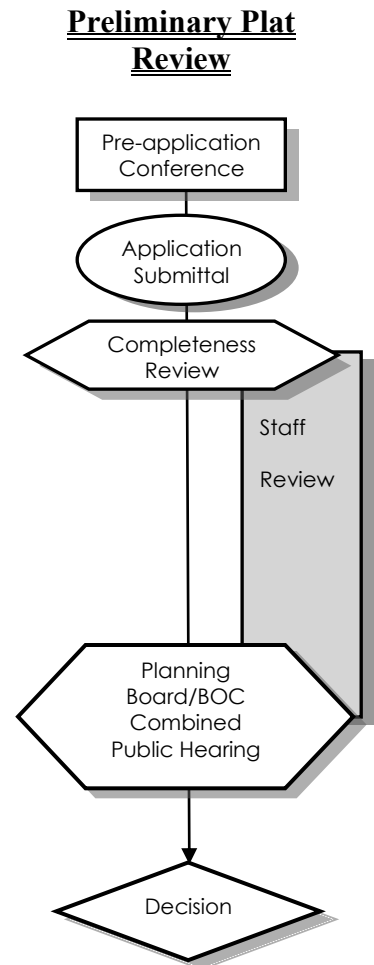 Preliminary Plat
Review
Pre-application
Conference
Application
Submittal
Completeness
Review
Staff
Review
Planning
Board/BOC
Combined
Public Hearing
Decision